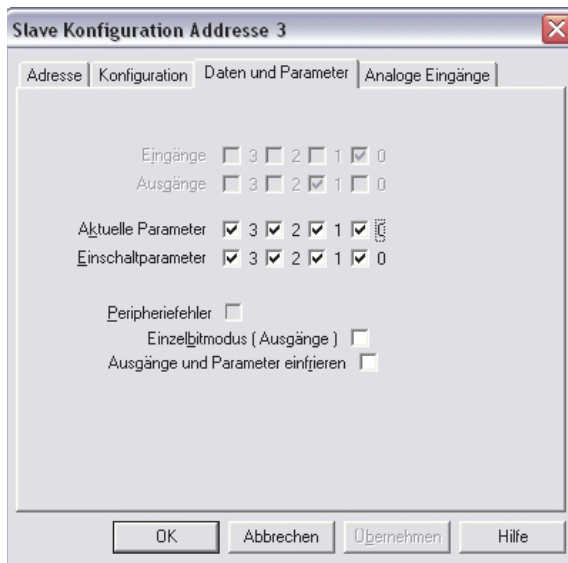 Slave Konfiguration Addresse 3
Adresse Konfiguration Daten und Parameter Analoge Eingänge
Eingänge 3 2 1 0
Ausgänge 3 2 1 0
Aktuelle Parameter 3 2 1 0
Einschaltparameter 3 2 1 0
Peripheriefehler
Einzelbitmodus ( Ausgänge )
Ausgänge und Parameter einfrieren
OK Abbrechen Übernehmen Hilfe